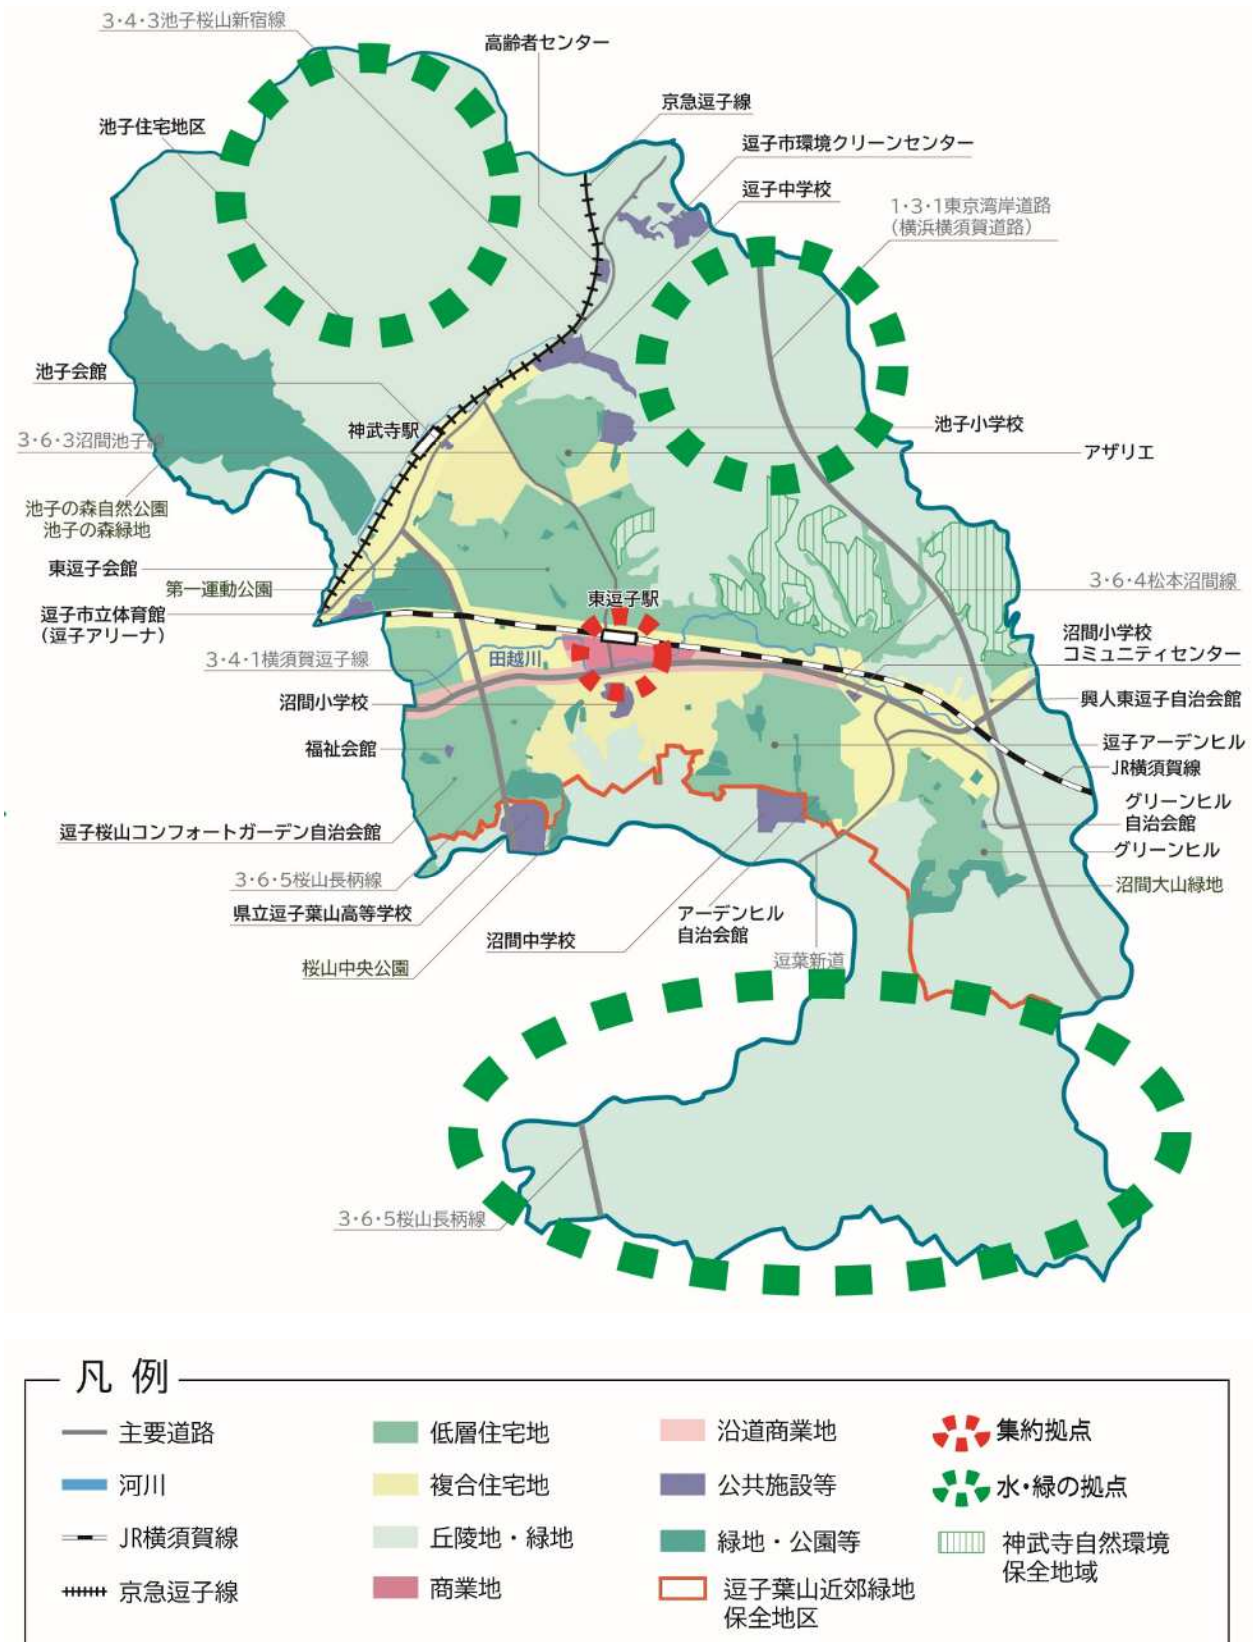 3・4・3池子桜山新宿線
高齢者センター
京急逗子線
池子住宅地区
逗子市環境クリーンセンター
逗子中学校
1・3・1東京湾岸道路
(横浜横須賀道路)
池子会館
神武寺駅
池子小学校
3・6・3沼間池子線
アザリエ
池子の森自然公園
池子の森緑地
東逗子会館
第一運動公園
東逗子駅
3・6・4松本沼間線
逗子市立体育館
(逗子アリーナ)
沼間小学校
コミュニティセンター
3・4・1横須賀逗子線
田越川
沼間小学校
興人東逗子自治会館
福祉会館
逗子アーデンヒル
JR横須賀線
グリーンヒル
自治会館
逗子桜山コンフォートガーデン自治会館
グリーンヒル
3・6・5桜山長柄線
沼間大山緑地
県立逗子葉山高等学校
アーデンヒル
自治会館
沼間中学校
桜山中央公園
逗葉新道
3・6・5桜山長柄線
凡例
主要道路
低層住宅地
沿道商業地
集約拠点
河川
複合住宅地
公共施設等
水・緑の拠点
JR横須賀線
丘陵地・緑地
緑地・公園等
神武寺自然環境
保全地域
京急逗子線
商業地
逗子葉山近郊緑地
保全地区